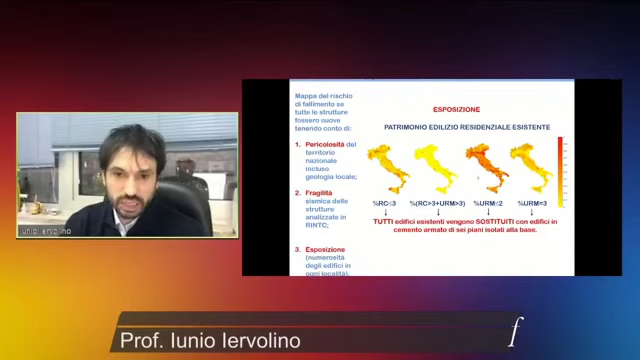 Mappa del rischio
di fallimento se
tutte le strutture
fossero nuove
tenendo conto di:
1. Pericolosità del
territorio
nazionale
incluso
geologia locale;
2. Fragilità
sismica delle
strutture
analizzate in
RINTC;
3. Esposizione
(numerosità
degli edifici in
ogni località).
ESPOSIZIONE
PATRIMONIO EDILIZIO RESIDENZIALE ESISTENTE
%RC≤3 %(RC>3+URM>3) %URM≤2 %URM=3
TUTTI edifici esistenti vengono SOSTITUITI con edifici in
cemento armato di sei piani isolati alla base.
iunio iervolino
Prof. Iunio Iervolino
f